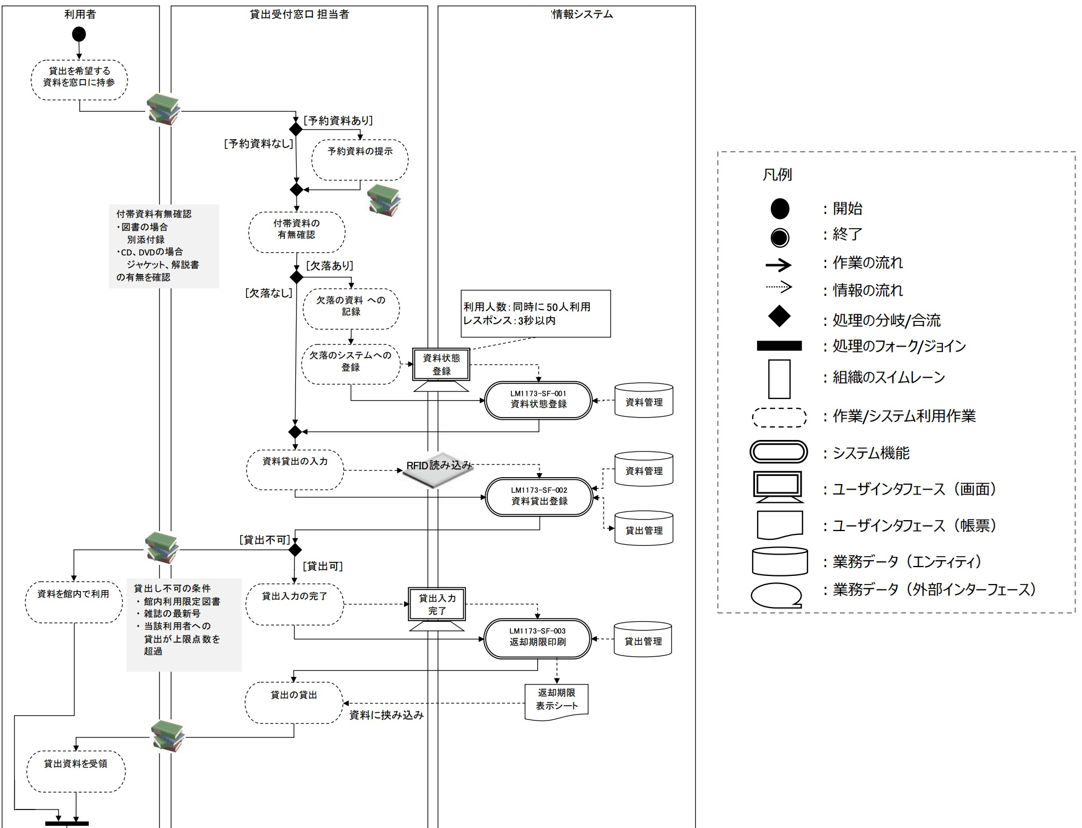 利用者
貸出受付窓口 担当者
情報システム
貸出を希望する
資料を窓口に持参
[予約資料あり]
[予約資料なし]
予約資料の提示
付帯資料有無確認
・図書の場合
別添付録
・CD、DVDの場合
ジャケット、解説書
の有無を確認
付帯資料の
有無確認
[欠落あり]
[欠落なし]
欠落の資料 への
記録
利用人数：同時に50人利用
レスポンス：3秒以内
欠落のシステムへの
登録
資料状態
登録
LM1173-SF-001
資料状態登録
資料管理
資料貸出の入力
RFID読み込み
資料管理
LM1173-SF-002
資料貸出登録
貸出管理
[貸出不可]
[貸出可]
資料を館内で利用
貸出し不可の条件
・ 館内利用限定図書
・ 雑誌の最新号
・ 当該利用者への
貸出が上限点数を
超過
貸出入力の完了
貸出入力
完了
LM1173-SF-003
返却期限印刷
貸出管理
貸出の貸出
返却期限
表示シート
資料に挟み込み
貸出資料を受領
凡例
：開始
：終了
：作業の流れ
：情報の流れ
：処理の分岐/合流
：処理のフォーク/ジョイン
：組織のスイムレーン
：作業/システム利用作業
：システム機能
：ユーザインタフェース（画面）
：ユーザインタフェース（帳票）
：業務データ（エンティティ）
：業務データ（外部インターフェース）